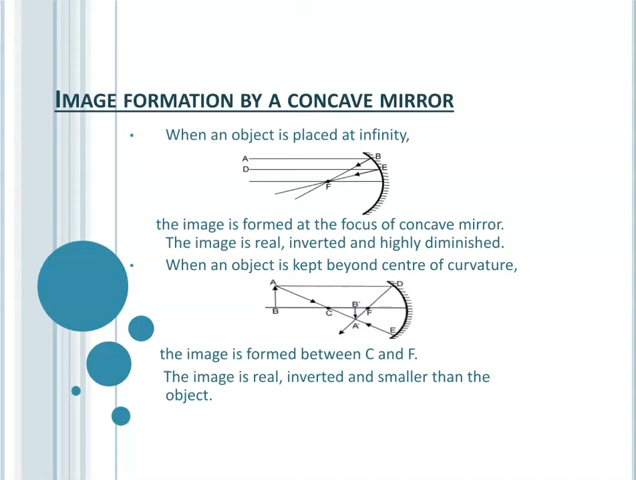 IMAGE FORMATION BY A CONCAVE MIRROR
• When an object is placed at infinity,
A
B
D
E
F
the image is formed at the focus of concave mirror.
The image is real, inverted and highly diminished.
• When an object is kept beyond centre of curvature,
A
D
B
C
B'
F
A'
E
the image is formed between C and F.
The image is real, inverted and smaller than the
object.